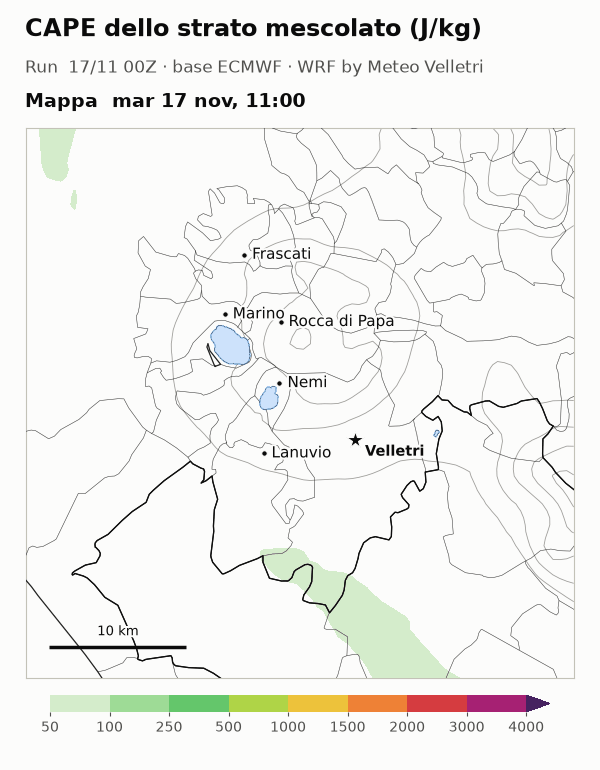 CAPE dello strato mescolato (J/kg)
Run  17/11 00Z · base ECMWF · WRF by Meteo Velletri
Mappa  mar 17 nov, 11:00
Frascati
Marino
Rocca di Papa
Nemi
Velletri
Lanuvio
10 km
50 100 250 500 1000 1500 2000 3000 4000